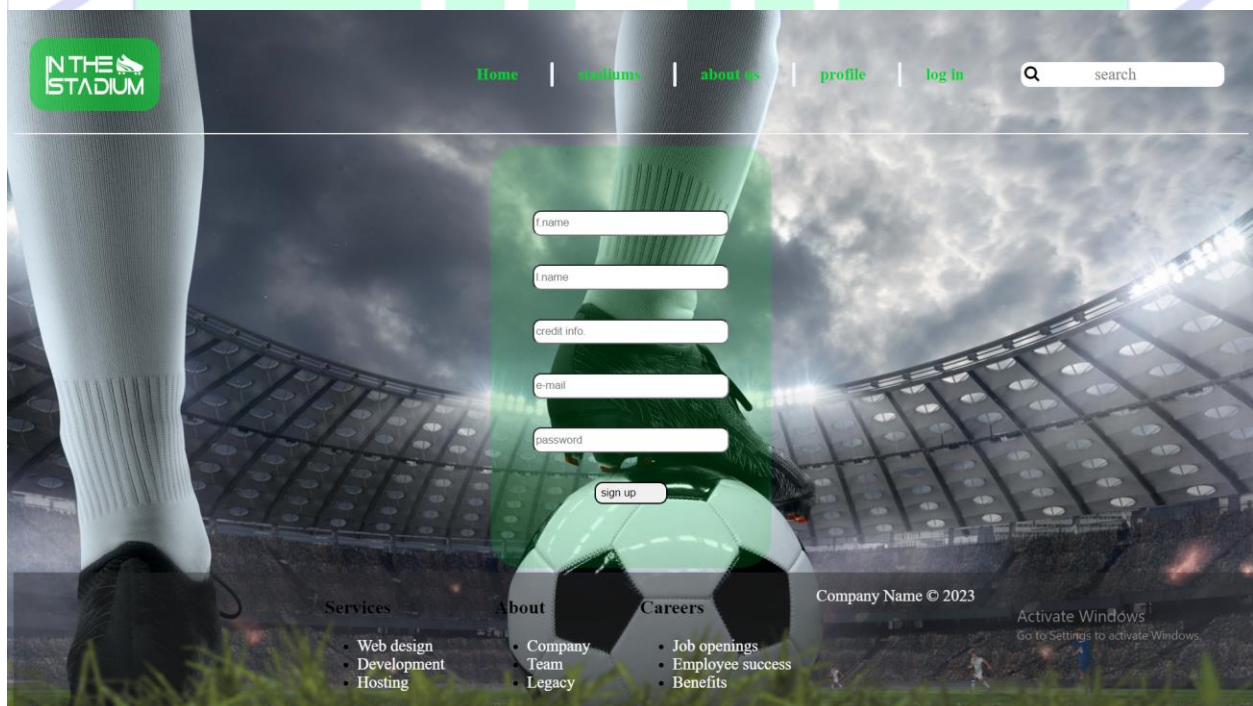 IN THE
STADIUM
Home
stadiums
about us
profile
log in
search
f.name
l.name
credit info.
e-mail
password
sign up
Services
Web design
Development
Hosting
About
Company
Team
Legacy
Careers
Job openings
Employee success
Benefits
Company Name © 2023
Activate Windows
Go to Settings to activate Windows.